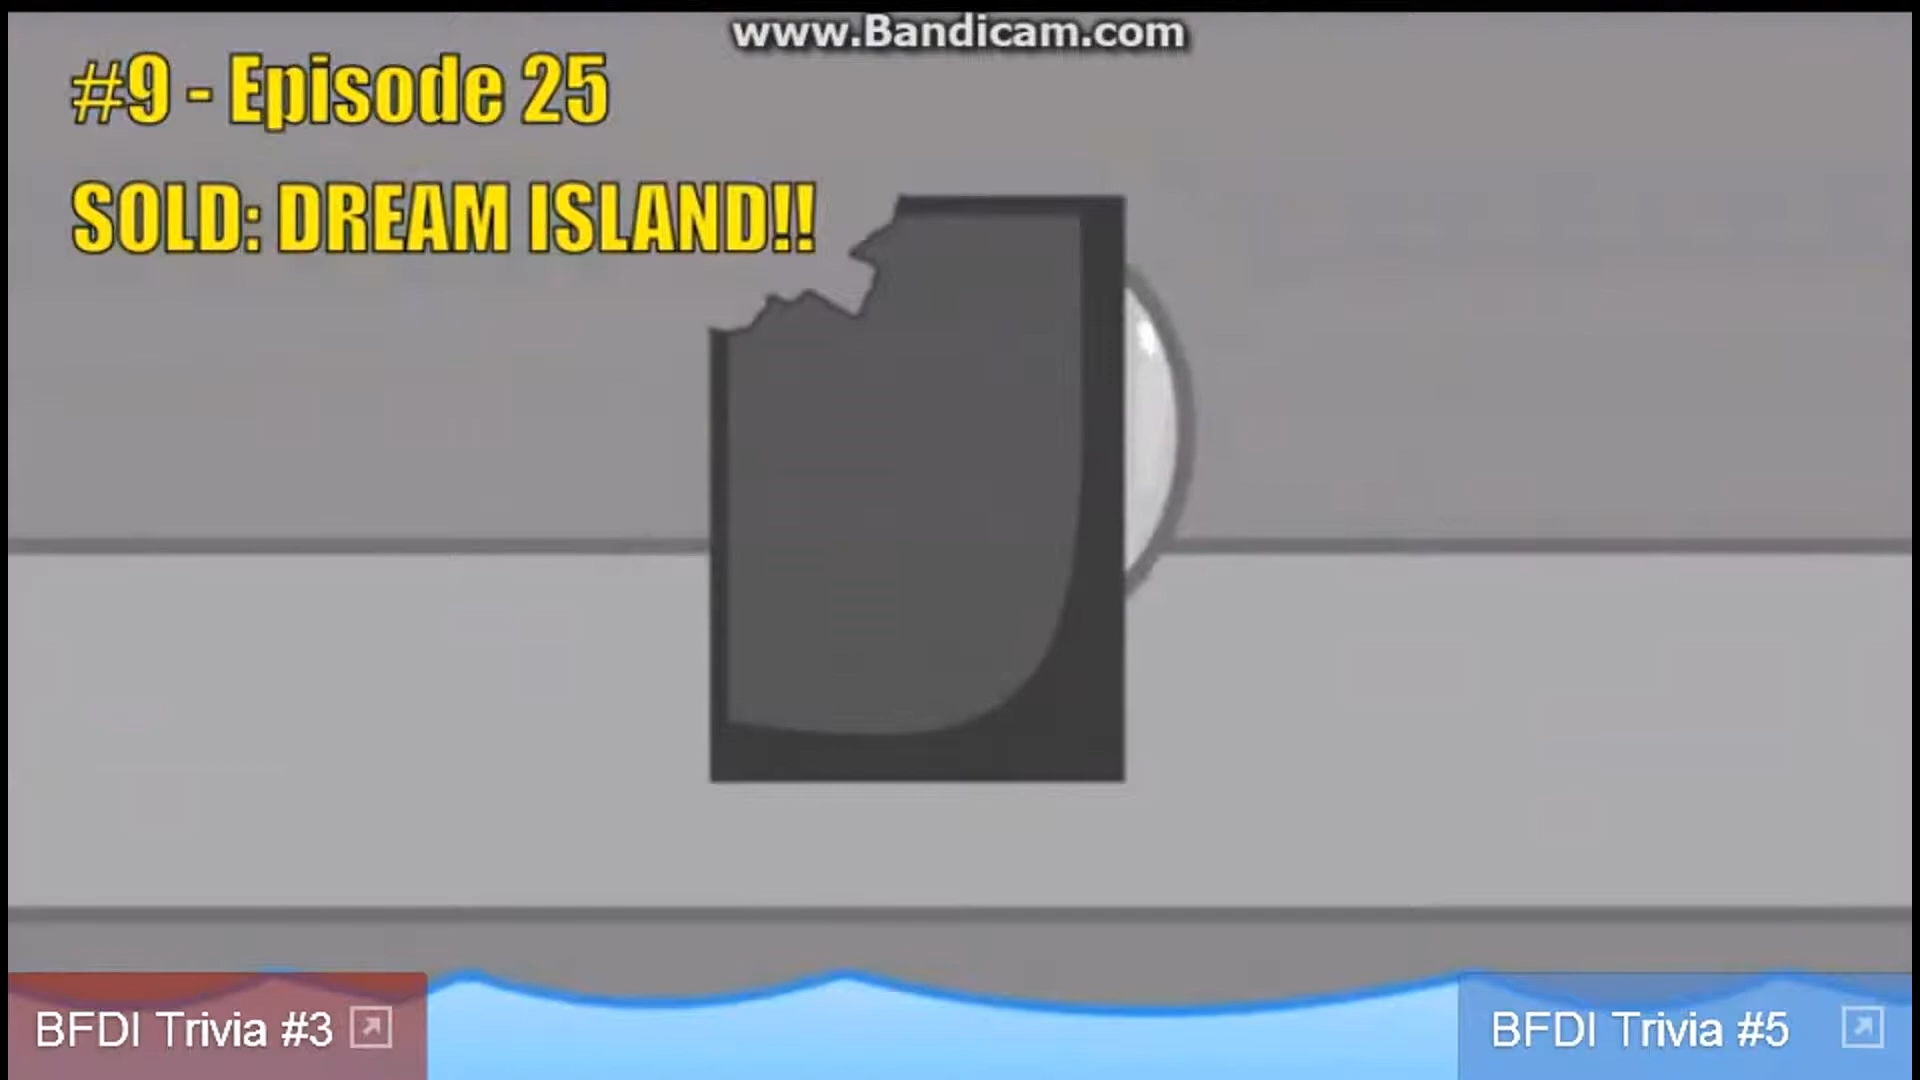 www.Bandicam.com
#9 - Episode 25
SOLD: DREAM ISLAND!!
BFDI Trivia #3
BFDI Trivia #5